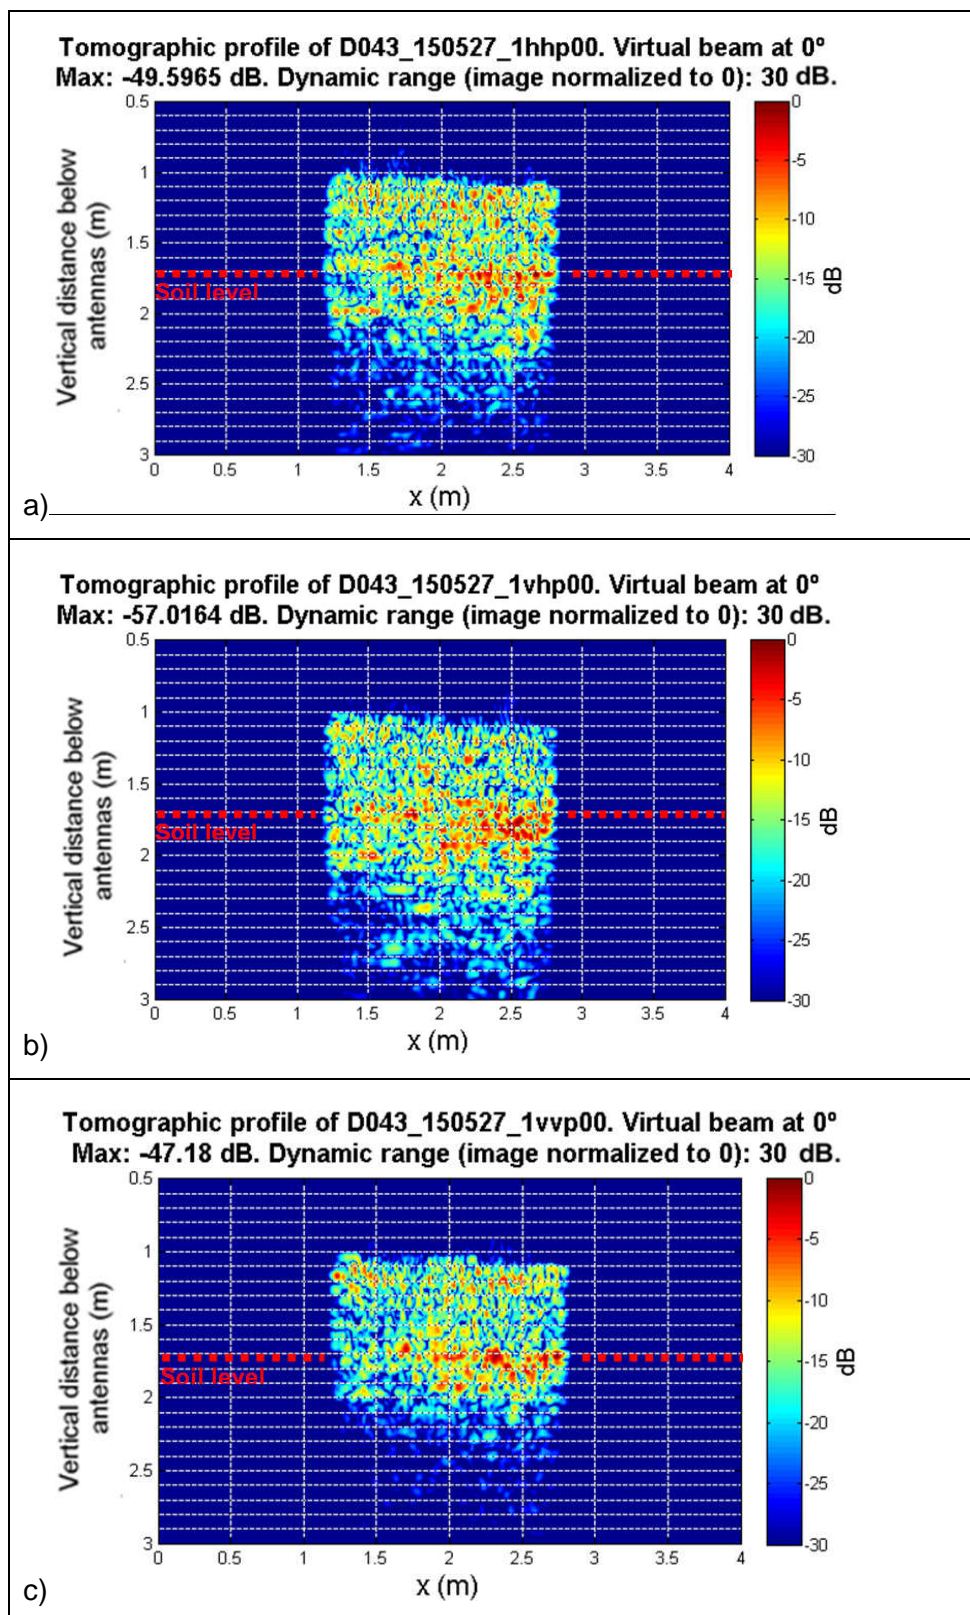 Tomographic profile of D043_150527_1hhp00. Virtual beam at 0º
Max: -49.5965 dB. Dynamic range (image normalized to 0): 30 dB.
Vertical distance below
antennas (m)
0.5
1
1.5
2
2.5
3
Soil level
0 0.5 1 1.5 2 2.5 3 3.5 4
x (m)
0
-5
-10
-15
-20
-25
-30
dB
a)
Tomographic profile of D043_150527_1vhp00. Virtual beam at 0º
Max: -57.0164 dB. Dynamic range (image normalized to 0): 30 dB.
Vertical distance below
antennas (m)
0.5
1
1.5
2
2.5
3
Soil level
0 0.5 1 1.5 2 2.5 3 3.5 4
x (m)
0
-5
-10
-15
-20
-25
-30
dB
b)
Tomographic profile of D043_150527_1vvp00. Virtual beam at 0º
Max: -47.18 dB. Dynamic range (image normalized to 0): 30 dB.
Vertical distance below
antennas (m)
0.5
1
1.5
2
2.5
3
Soil level
0 0.5 1 1.5 2 2.5 3 3.5 4
x (m)
0
-5
-10
-15
-20
-25
-30
dB
c)